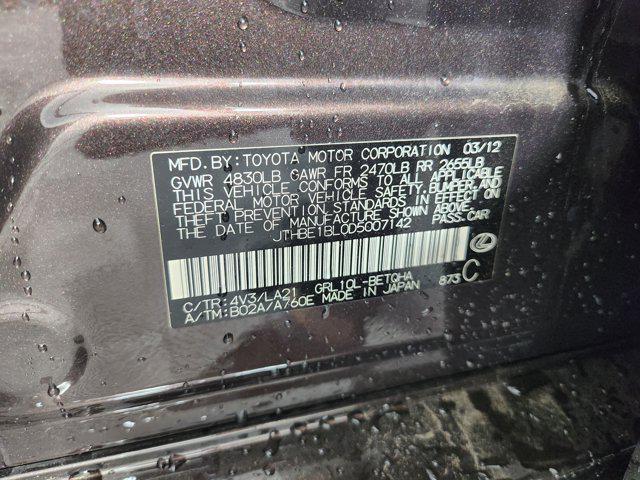 MFD. BY: TOYOTA MOTOR CORPORATION 03/12
GVWR 4830LB GAWR FR 2470LB RR 2655LB
THIS VEHICLE CONFORMS TO ALL APPLICABLE
FEDERAL MOTOR VEHICLE SAFETY, BUMPER, AND
THEFT PREVENTION STANDARDS IN EFFECT ON
THE DATE OF MANUFACTURE SHOWN ABOVE.
JTHBE1BL0D5007142 PASS.CAR
C/TR: 4V3/LA21 GRL10L-BETQHA
A/TM: B02A/A760E MADE IN JAPAN 873 C